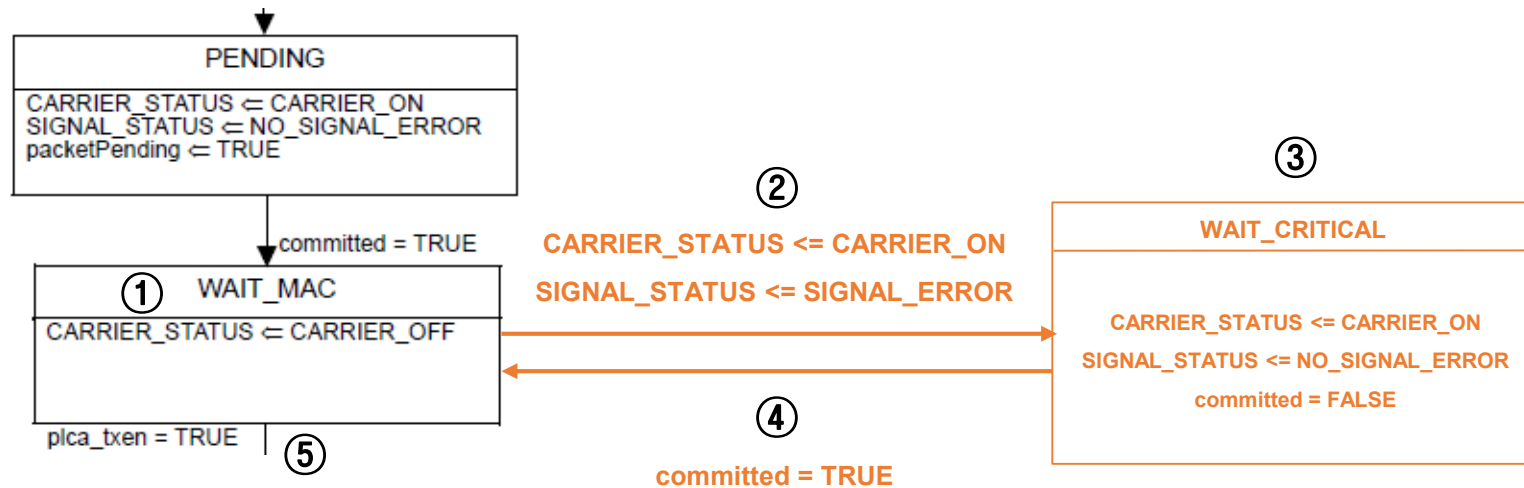 PENDING
CARRIER_STATUS ⇐ CARRIER_ON
SIGNAL_STATUS ⇐ NO_SIGNAL_ERROR
packetPending ⇐ TRUE
committed = TRUE
① WAIT_MAC
CARRIER_STATUS ⇐ CARRIER_OFF
plca_txen = TRUE
⑤
②
CARRIER_STATUS <= CARRIER_ON
SIGNAL_STATUS <= SIGNAL_ERROR
③
WAIT_CRITICAL
CARRIER_STATUS <= CARRIER_ON
SIGNAL_STATUS <= NO_SIGNAL_ERROR
committed = FALSE
④
committed = TRUE